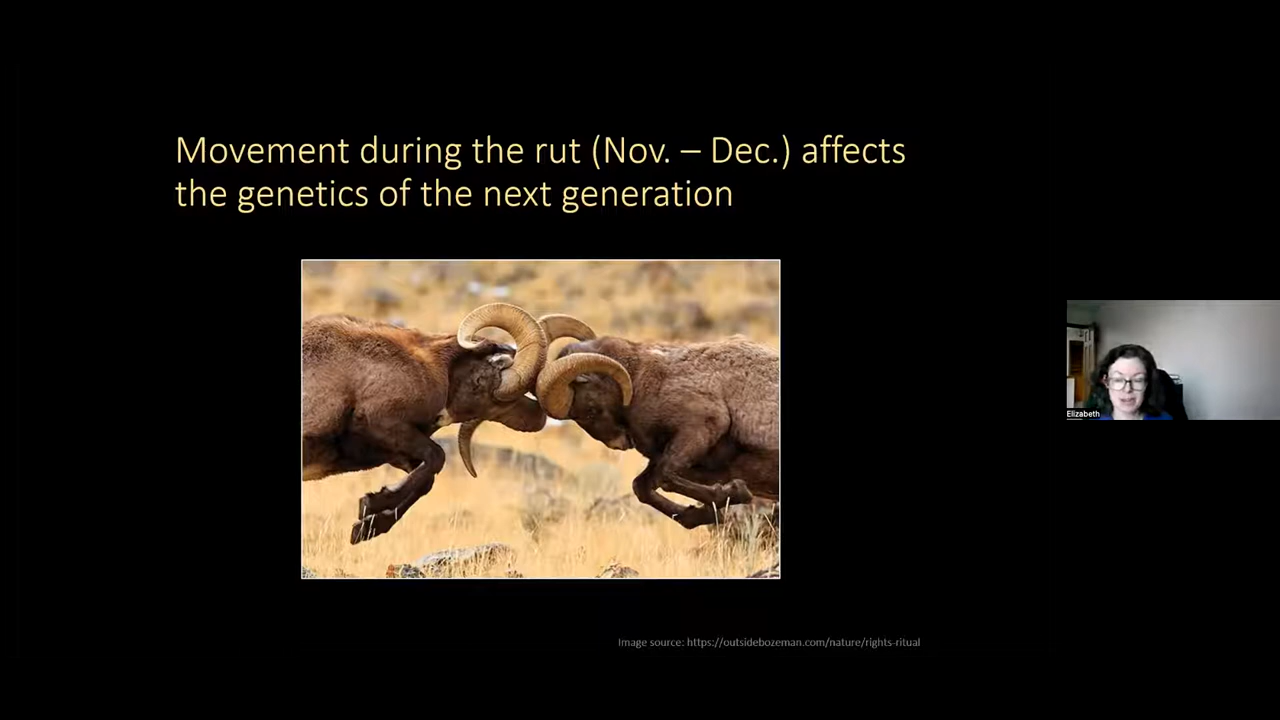 Movement during the rut (Nov. – Dec.) affects
the genetics of the next generation
Elizabeth
Image source: https://outsidebozeman.com/nature/rights-ritual